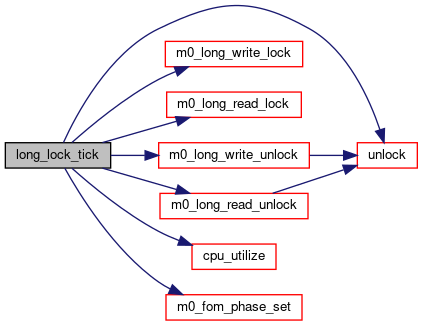 m0_long_write_lock
m0_long_read_lock
long_lock_tick
m0_long_write_unlock
unlock
m0_long_read_unlock
cpu_utilize
m0_fom_phase_set